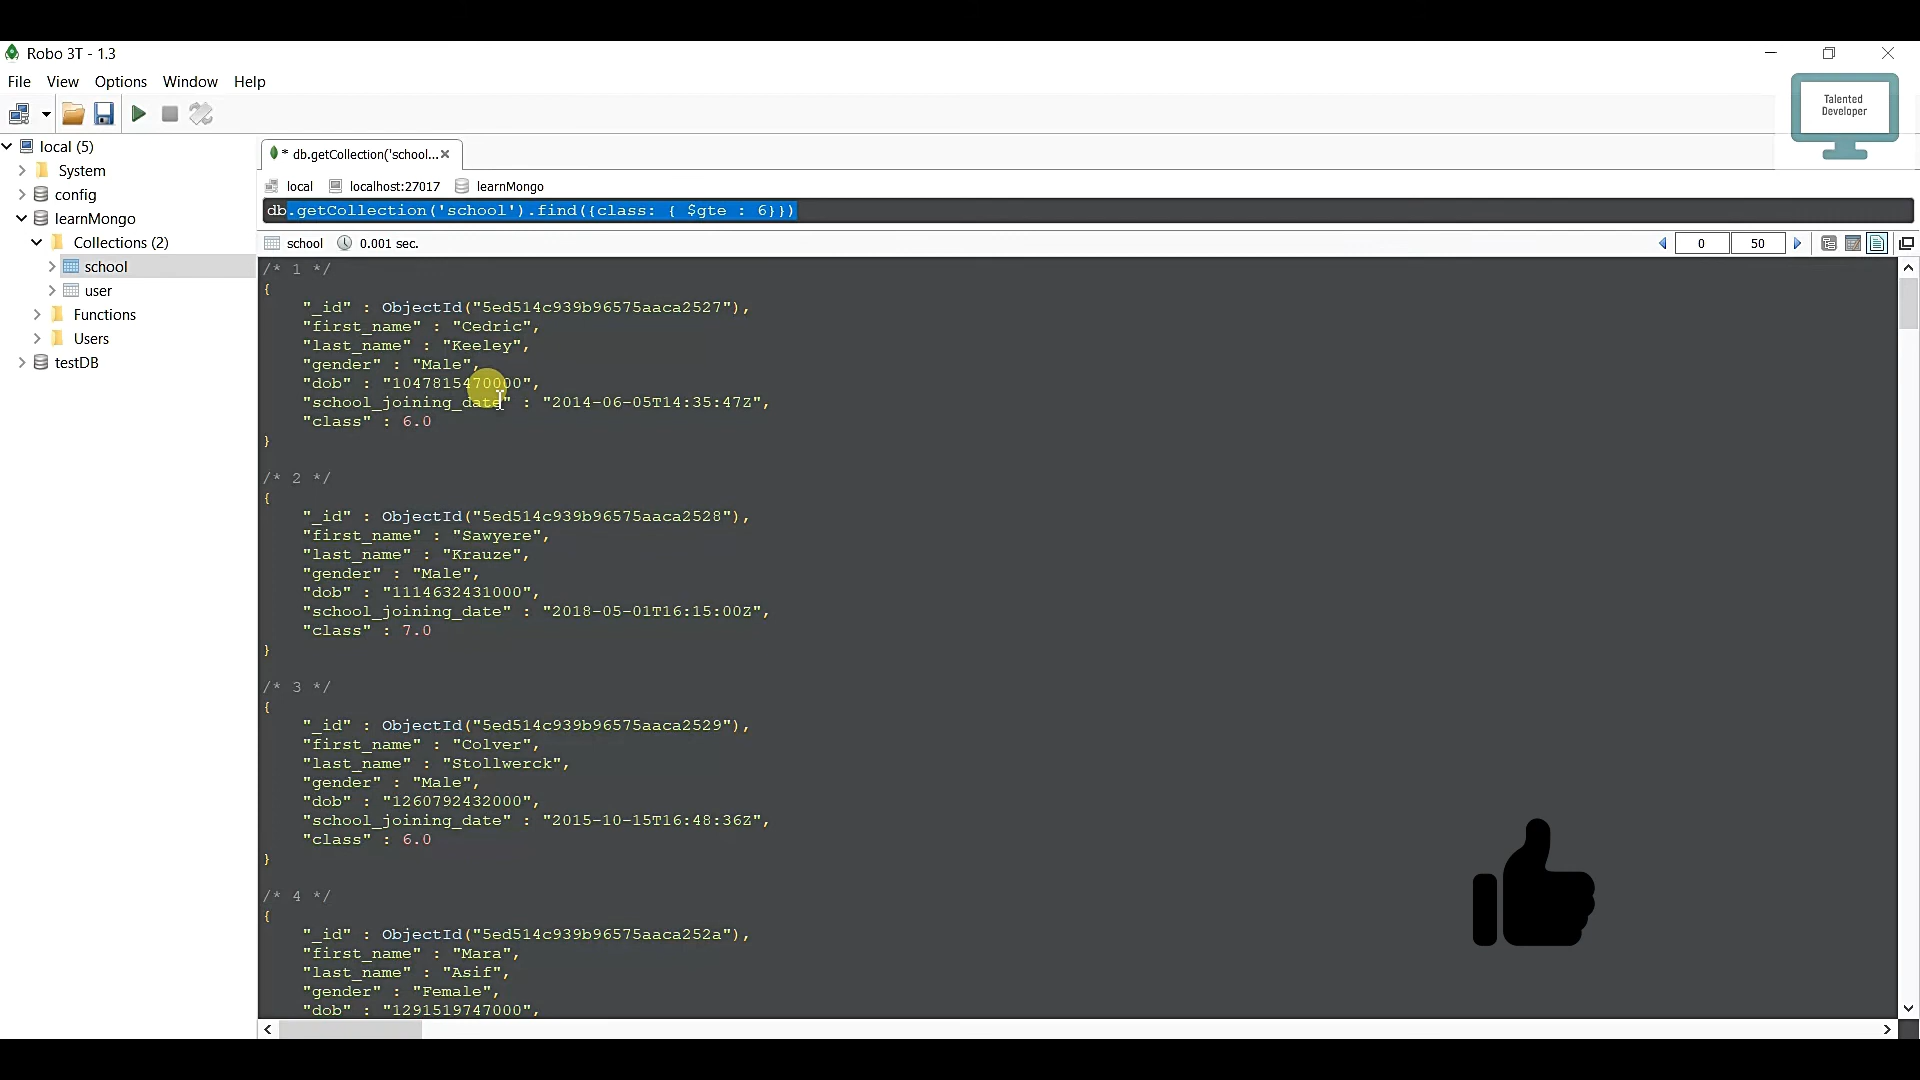 Robo 3T - 1.3
File View Options Window Help
Talented
Developer
local (5)
System
config
learnMongo
Collections (2)
school
user
Functions
Users
testDB
* db.getCollection('school...
local localhost:27017 learnMongo
db.getCollection('school').find({class: { $gte : 6}})
school 0.001 sec.
0 50
/* 1 */
{
"_id" : ObjectId("5ed514c939b96575aaca2527"),
"first_name" : "Cedric",
"last_name" : "Keeley",
"gender" : "Male",
"dob" : "1047815470000",
"school_joining_date" : "2014-06-05T14:35:47Z",
"class" : 6.0
}
/* 2 */
{
"_id" : ObjectId("5ed514c939b96575aaca2528"),
"first_name" : "Sawyere",
"last_name" : "Krauze",
"gender" : "Male",
"dob" : "1114632431000",
"school_joining_date" : "2018-05-01T16:15:00Z",
"class" : 7.0
}
/* 3 */
{
"_id" : ObjectId("5ed514c939b96575aaca2529"),
"first_name" : "Colver",
"last_name" : "Stollwerck",
"gender" : "Male",
"dob" : "1260792432000",
"school_joining_date" : "2015-10-15T16:48:36Z",
"class" : 6.0
}
/* 4 */
{
"_id" : ObjectId("5ed514c939b96575aaca252a"),
"first_name" : "Mara",
"last_name" : "Asif",
"gender" : "Female",
"dob" : "1291519747000",